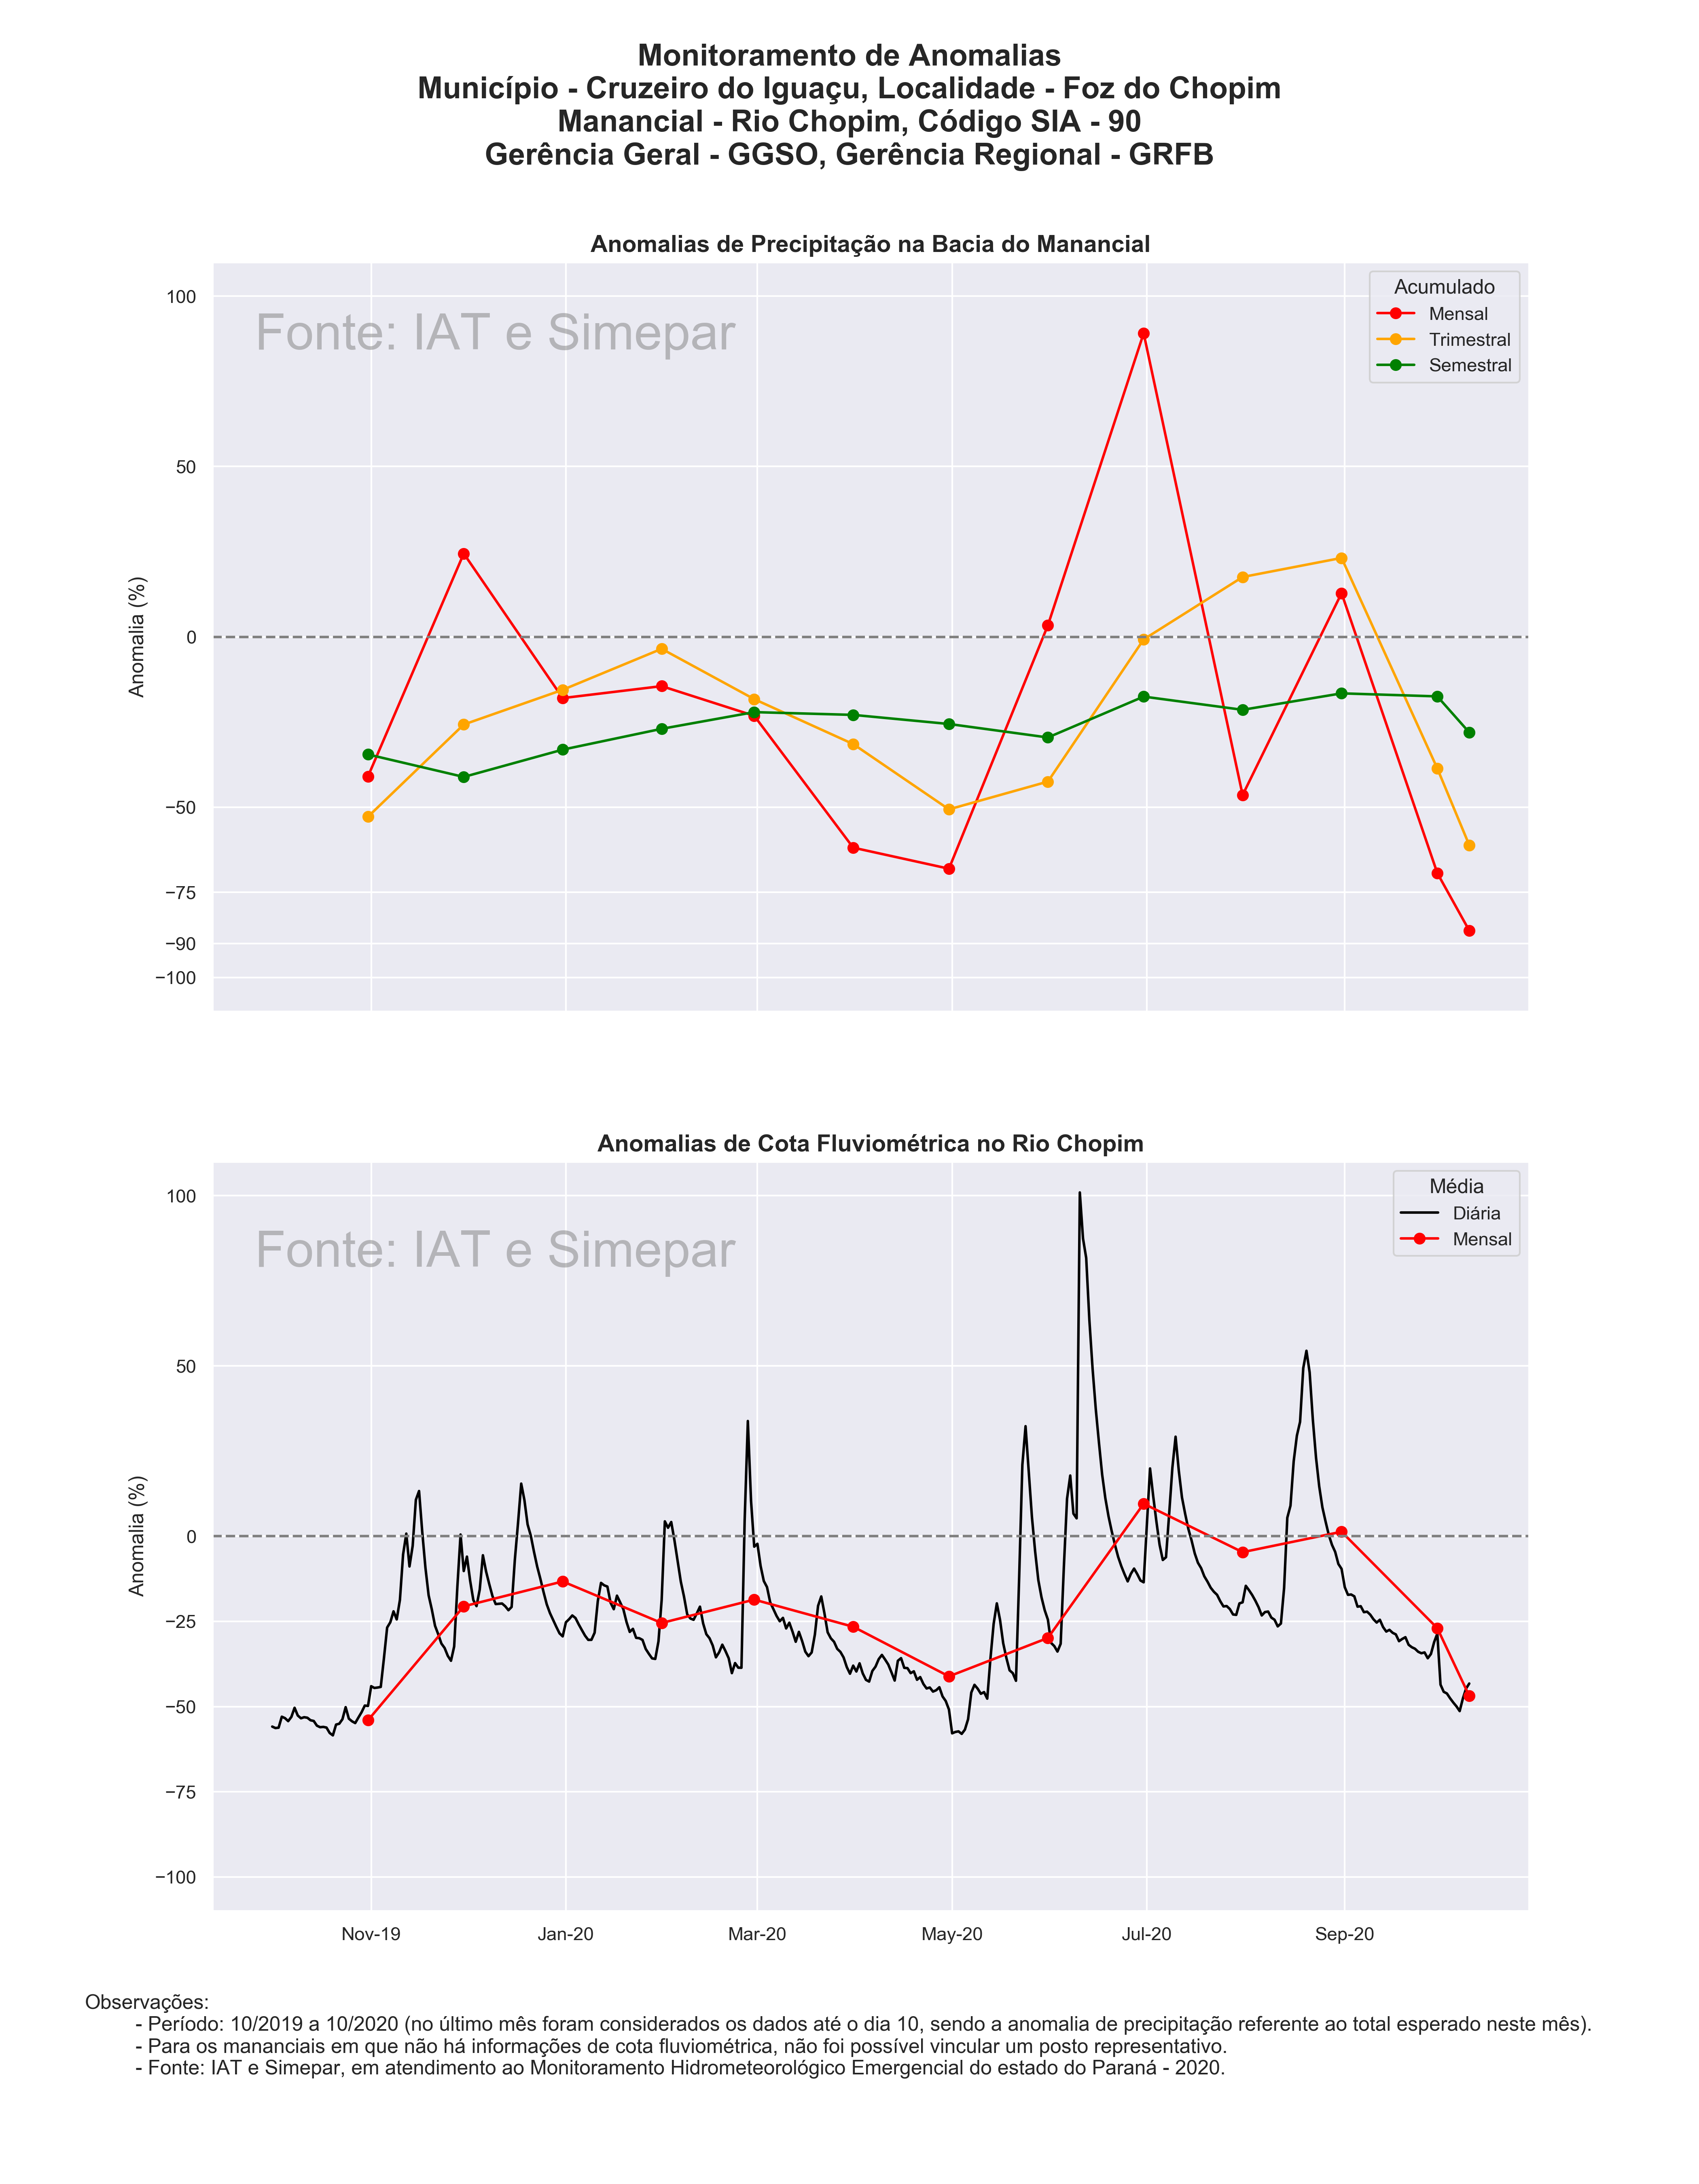 Monitoramento de Anomalias
Município - Cruzeiro do Iguaçu, Localidade - Foz do Chopim
Manancial - Rio Chopim, Código SIA - 90
Gerência Geral - GGSO, Gerência Regional - GRFB
Anomalias de Precipitação na Bacia do Manancial
Fonte: IAT e Simepar
Acumulado
Mensal
Trimestral
Semestral
Anomalia (%)
100
50
0
−50
−75
−90
−100
Anomalias de Cota Fluviométrica no Rio Chopim
Fonte: IAT e Simepar
Média
Diária
Mensal
Anomalia (%)
100
50
0
−25
−50
−75
−100
Nov-19 Jan-20 Mar-20 May-20 Jul-20 Sep-20
Observações:
- Período: 10/2019 a 10/2020 (no último mês foram considerados os dados até o dia 10, sendo a anomalia de precipitação referente ao total esperado neste mês).
- Para os mananciais em que não há informações de cota fluviométrica, não foi possível vincular um posto representativo.
- Fonte: IAT e Simepar, em atendimento ao Monitoramento Hidrometeorológico Emergencial do estado do Paraná - 2020.